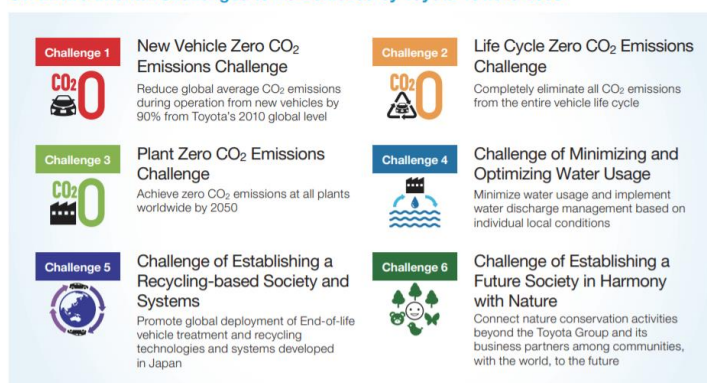 Challenge 1
New Vehicle Zero CO₂
Emissions Challenge
Reduce global average CO₂ emissions
during operation from new vehicles by
90% from Toyota's 2010 global level
CO₂ 0
Challenge 2
Life Cycle Zero CO₂ Emissions
Challenge
Completely eliminate all CO₂ emissions
from the entire vehicle life cycle
CO₂ 0
Challenge 3
Plant Zero CO₂ Emissions
Challenge
Achieve zero CO₂ emissions at all plants
worldwide by 2050
CO₂ 0
Challenge 4
Challenge of Minimizing and
Optimizing Water Usage
Minimize water usage and implement
water discharge management based on
individual local conditions
Challenge 5
Challenge of Establishing a
Recycling-based Society and
Systems
Promote global deployment of End-of-life
vehicle treatment and recycling
technologies and systems developed
in Japan
Challenge 6
Challenge of Establishing a
Future Society in Harmony
with Nature
Connect nature conservation activities
beyond the Toyota Group and its
business partners among communities,
with the world, to the future